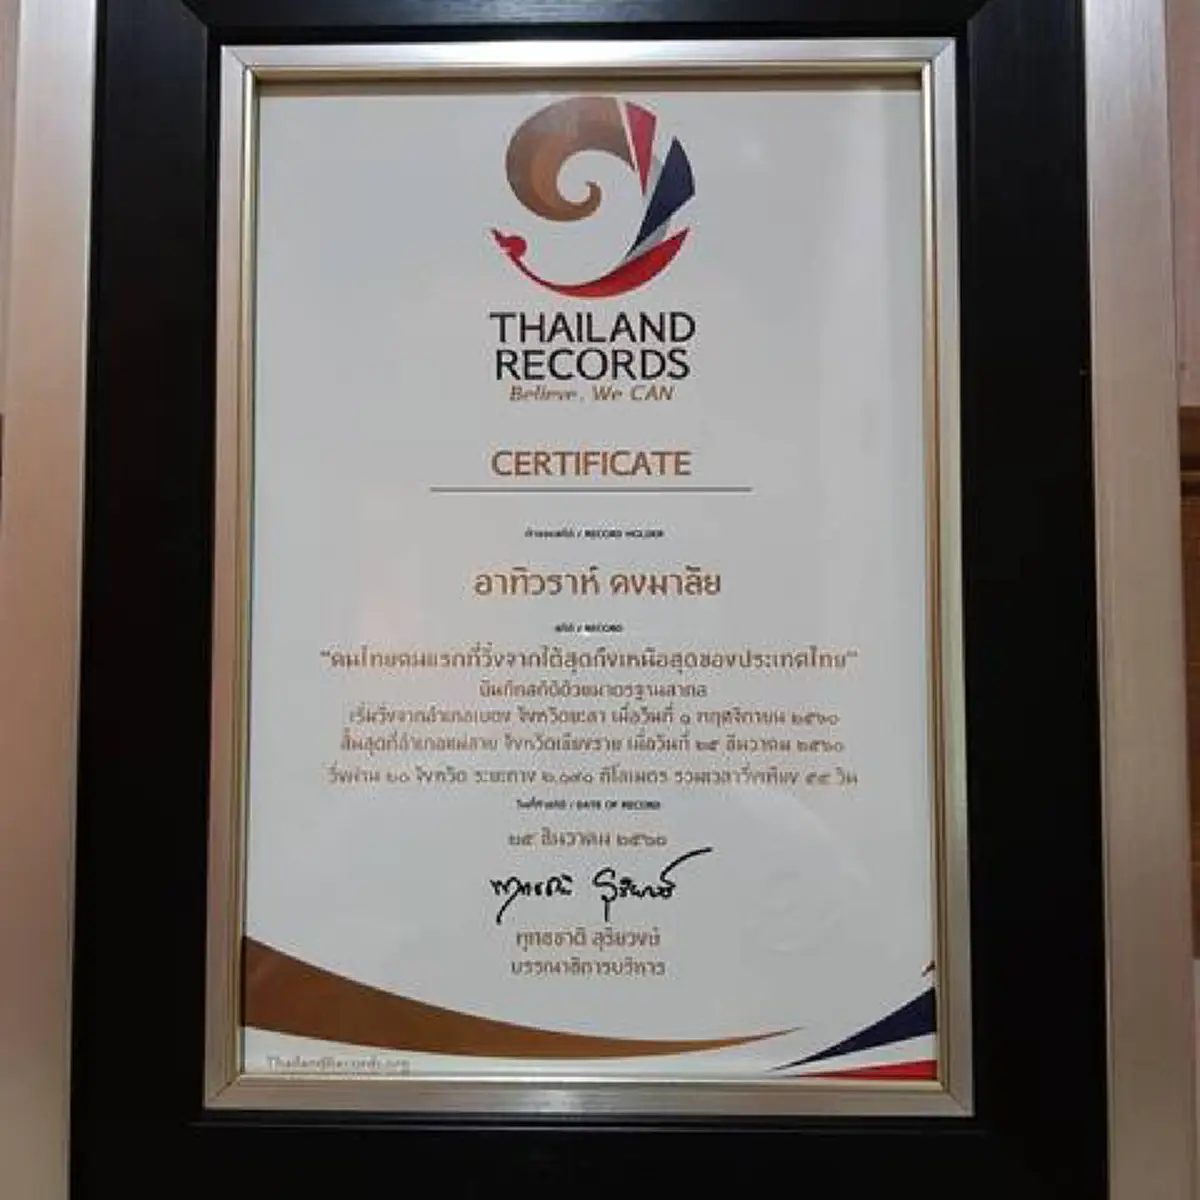 THAILAND
RECORDS
Believe, We CAN
CERTIFICATE
เจ้าของสถิติ / RECORD HOLDER
อาทิวราห์ คงมาลัย
สถิติ / RECORD
"คนไทยคนแรกที่วิ่งจากใต้สุดถึงเหนือสุดของประเทศไทย"
บันทึกสถิติด้วยมาตรฐานสากล
เริ่มวิ่งจากอำเภอเบตง จังหวัดยะลา เมื่อวันที่ ๑ พฤศจิกายน ๒๕๖๐
สิ้นสุดที่อำเภอแม่สาย จังหวัดเชียงราย เมื่อวันที่ ๒๕ ธันวาคม ๒๕๖๐
วิ่งผ่าน ๒๐ จังหวัด ระยะทาง ๒,๑๙๑ กิโลเมตร รวมเวลาวิ่งเพียง ๕๕ วัน
วันที่ทำสถิติ / DATE OF RECORD
๒๕ ธันวาคม ๒๕๖๐
พุทธชาติ สุริยวงษ์
บรรณาธิการบริหาร
ThailandRecords.org